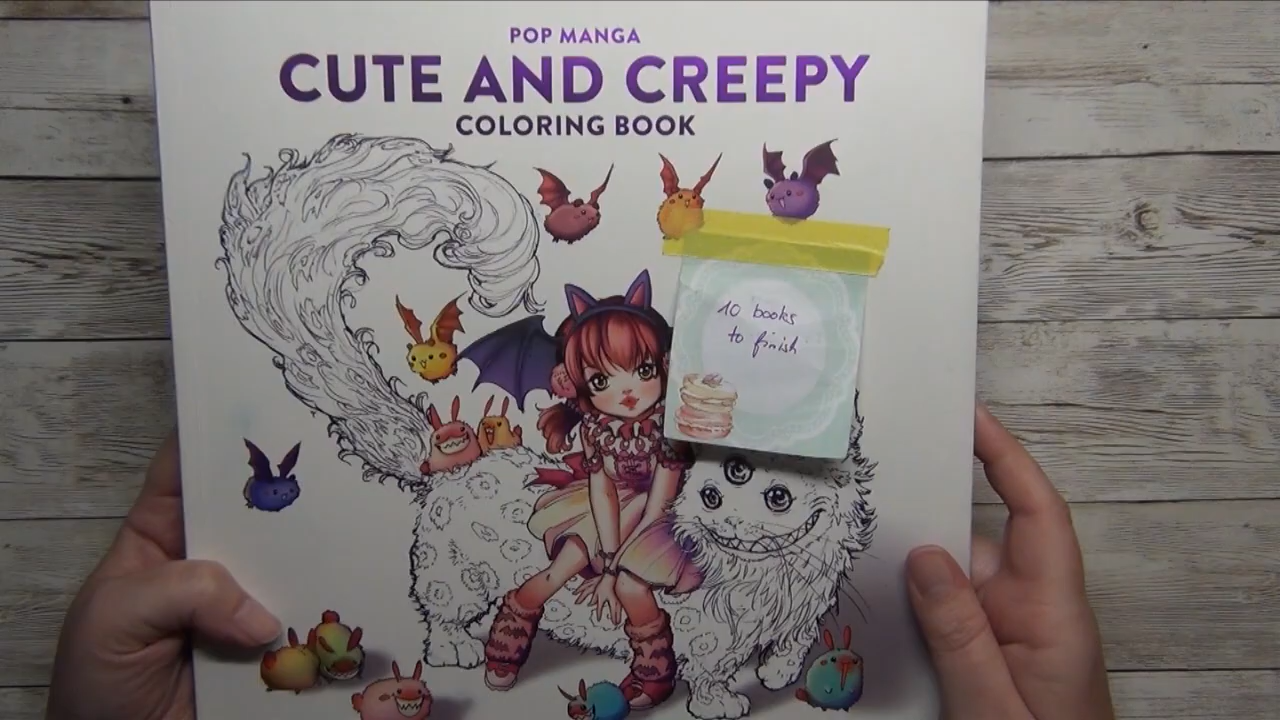 POP MANGA
CUTE AND CREEPY
COLORING BOOK
10 books
to finish